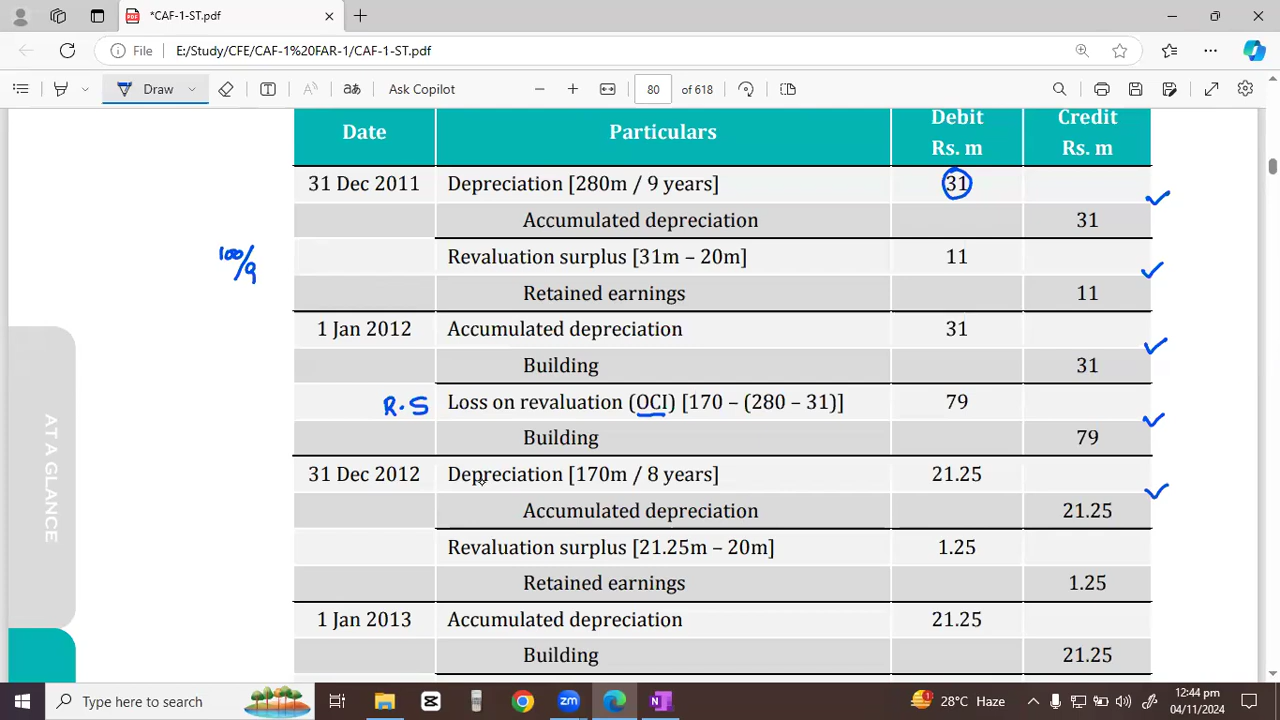 *CAF-1-ST.pdf
File E:/Study/CFE/CAF-1%20FAR-1/CAF-1-ST.pdf
Draw Ask Copilot 80 of 618
Date Particulars Debit Rs. m Credit Rs. m
31 Dec 2011 Depreciation [280m / 9 years] 31
Accumulated depreciation 31
100/9 Revaluation surplus [31m – 20m] 11
Retained earnings 11
1 Jan 2012 Accumulated depreciation 31
Building 31
R.S Loss on revaluation (OCI) [170 – (280 – 31)] 79
Building 79
31 Dec 2012 Depreciation [170m / 8 years] 21.25
Accumulated depreciation 21.25
Revaluation surplus [21.25m – 20m] 1.25
Retained earnings 1.25
1 Jan 2013 Accumulated depreciation 21.25
Building 21.25
AT A GLANCE
Type here to search
zm
1
28°C Haze
12:44 pm
04/11/2024